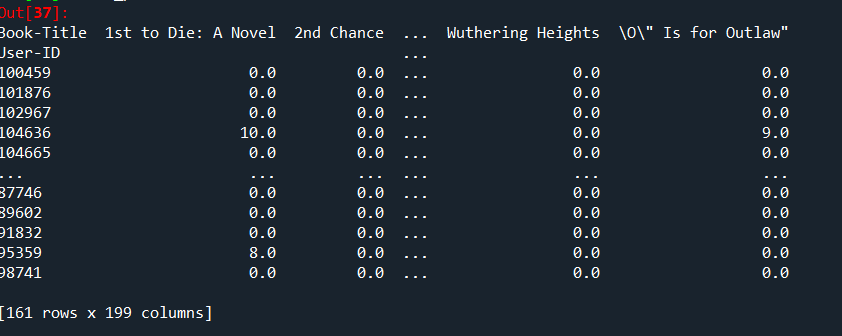 Out[37]:
Book-Title 1st to Die: A Novel 2nd Chance ... Wuthering Heights \O\" Is for Outlaw"
User-ID ...
100459 0.0 0.0 ... 0.0 0.0
101876 0.0 0.0 ... 0.0 0.0
102967 0.0 0.0 ... 0.0 0.0
104636 10.0 0.0 ... 0.0 9.0
104665 0.0 0.0 ... 0.0 0.0
... ... ... ... ... ...
87746 0.0 0.0 ... 0.0 0.0
89602 0.0 0.0 ... 0.0 0.0
91832 0.0 0.0 ... 0.0 0.0
95359 8.0 0.0 ... 0.0 0.0
98741 0.0 0.0 ... 0.0 0.0
[161 rows x 199 columns]